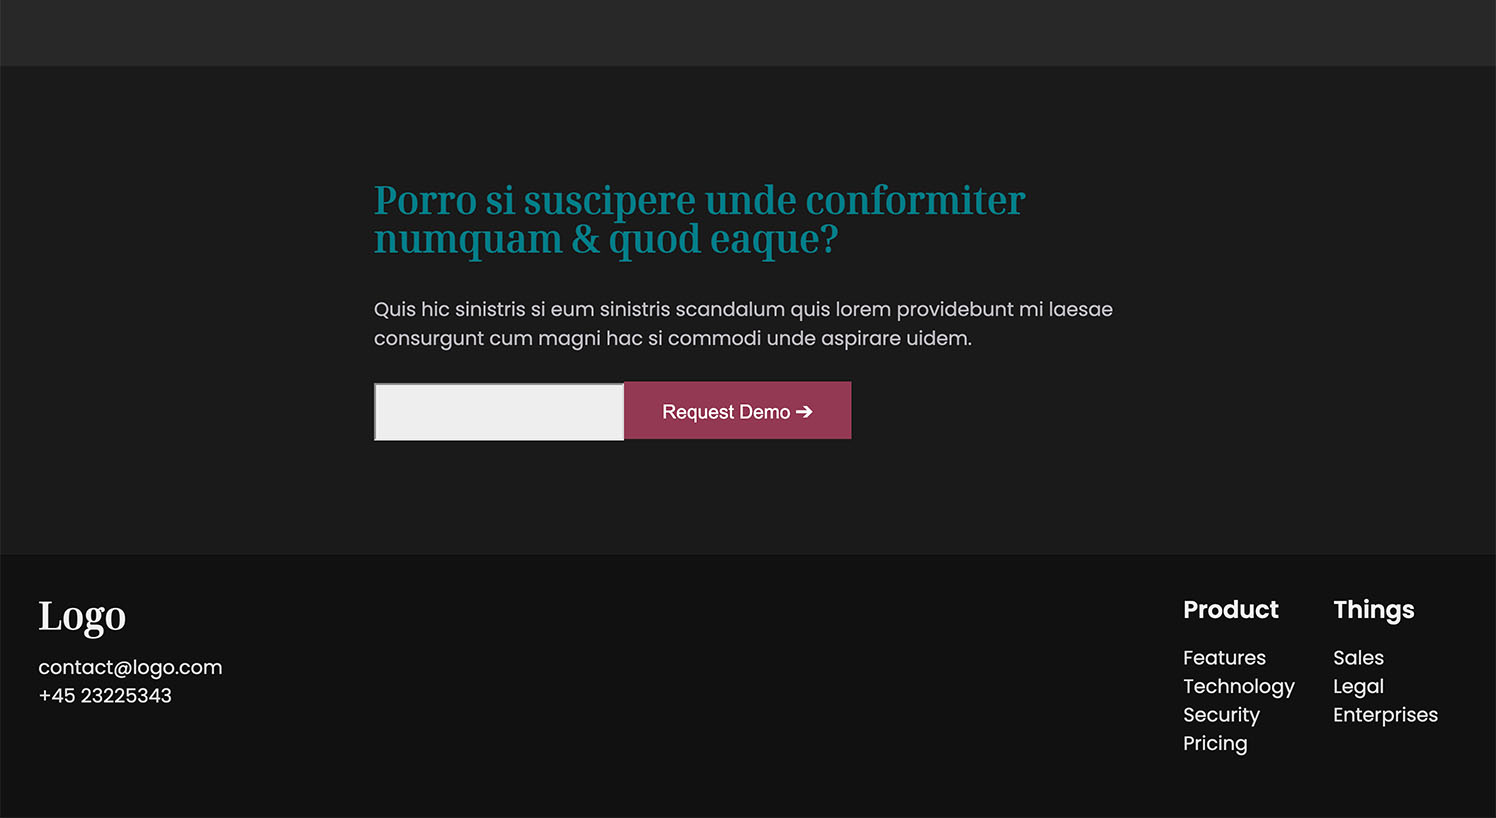 Porro si suscipere unde conformiter
numquam & quod eaque?
Quis hic sinistris si eum sinistris scandalum quis lorem providebunt mi laesae
consurgunt cum magni hac si commodi unde aspirare uidem.
Request Demo ➔
Logo
contact@logo.com
+45 23225343
Product
Features
Technology
Security
Pricing
Things
Sales
Legal
Enterprises